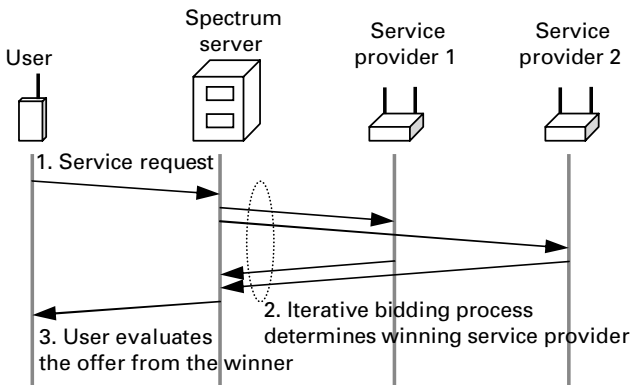 User
Spectrum
server
Service
provider 1
Service
provider 2
1. Service request
2. Iterative bidding process
determines winning service provider
3. User evaluates
the offer from the winner